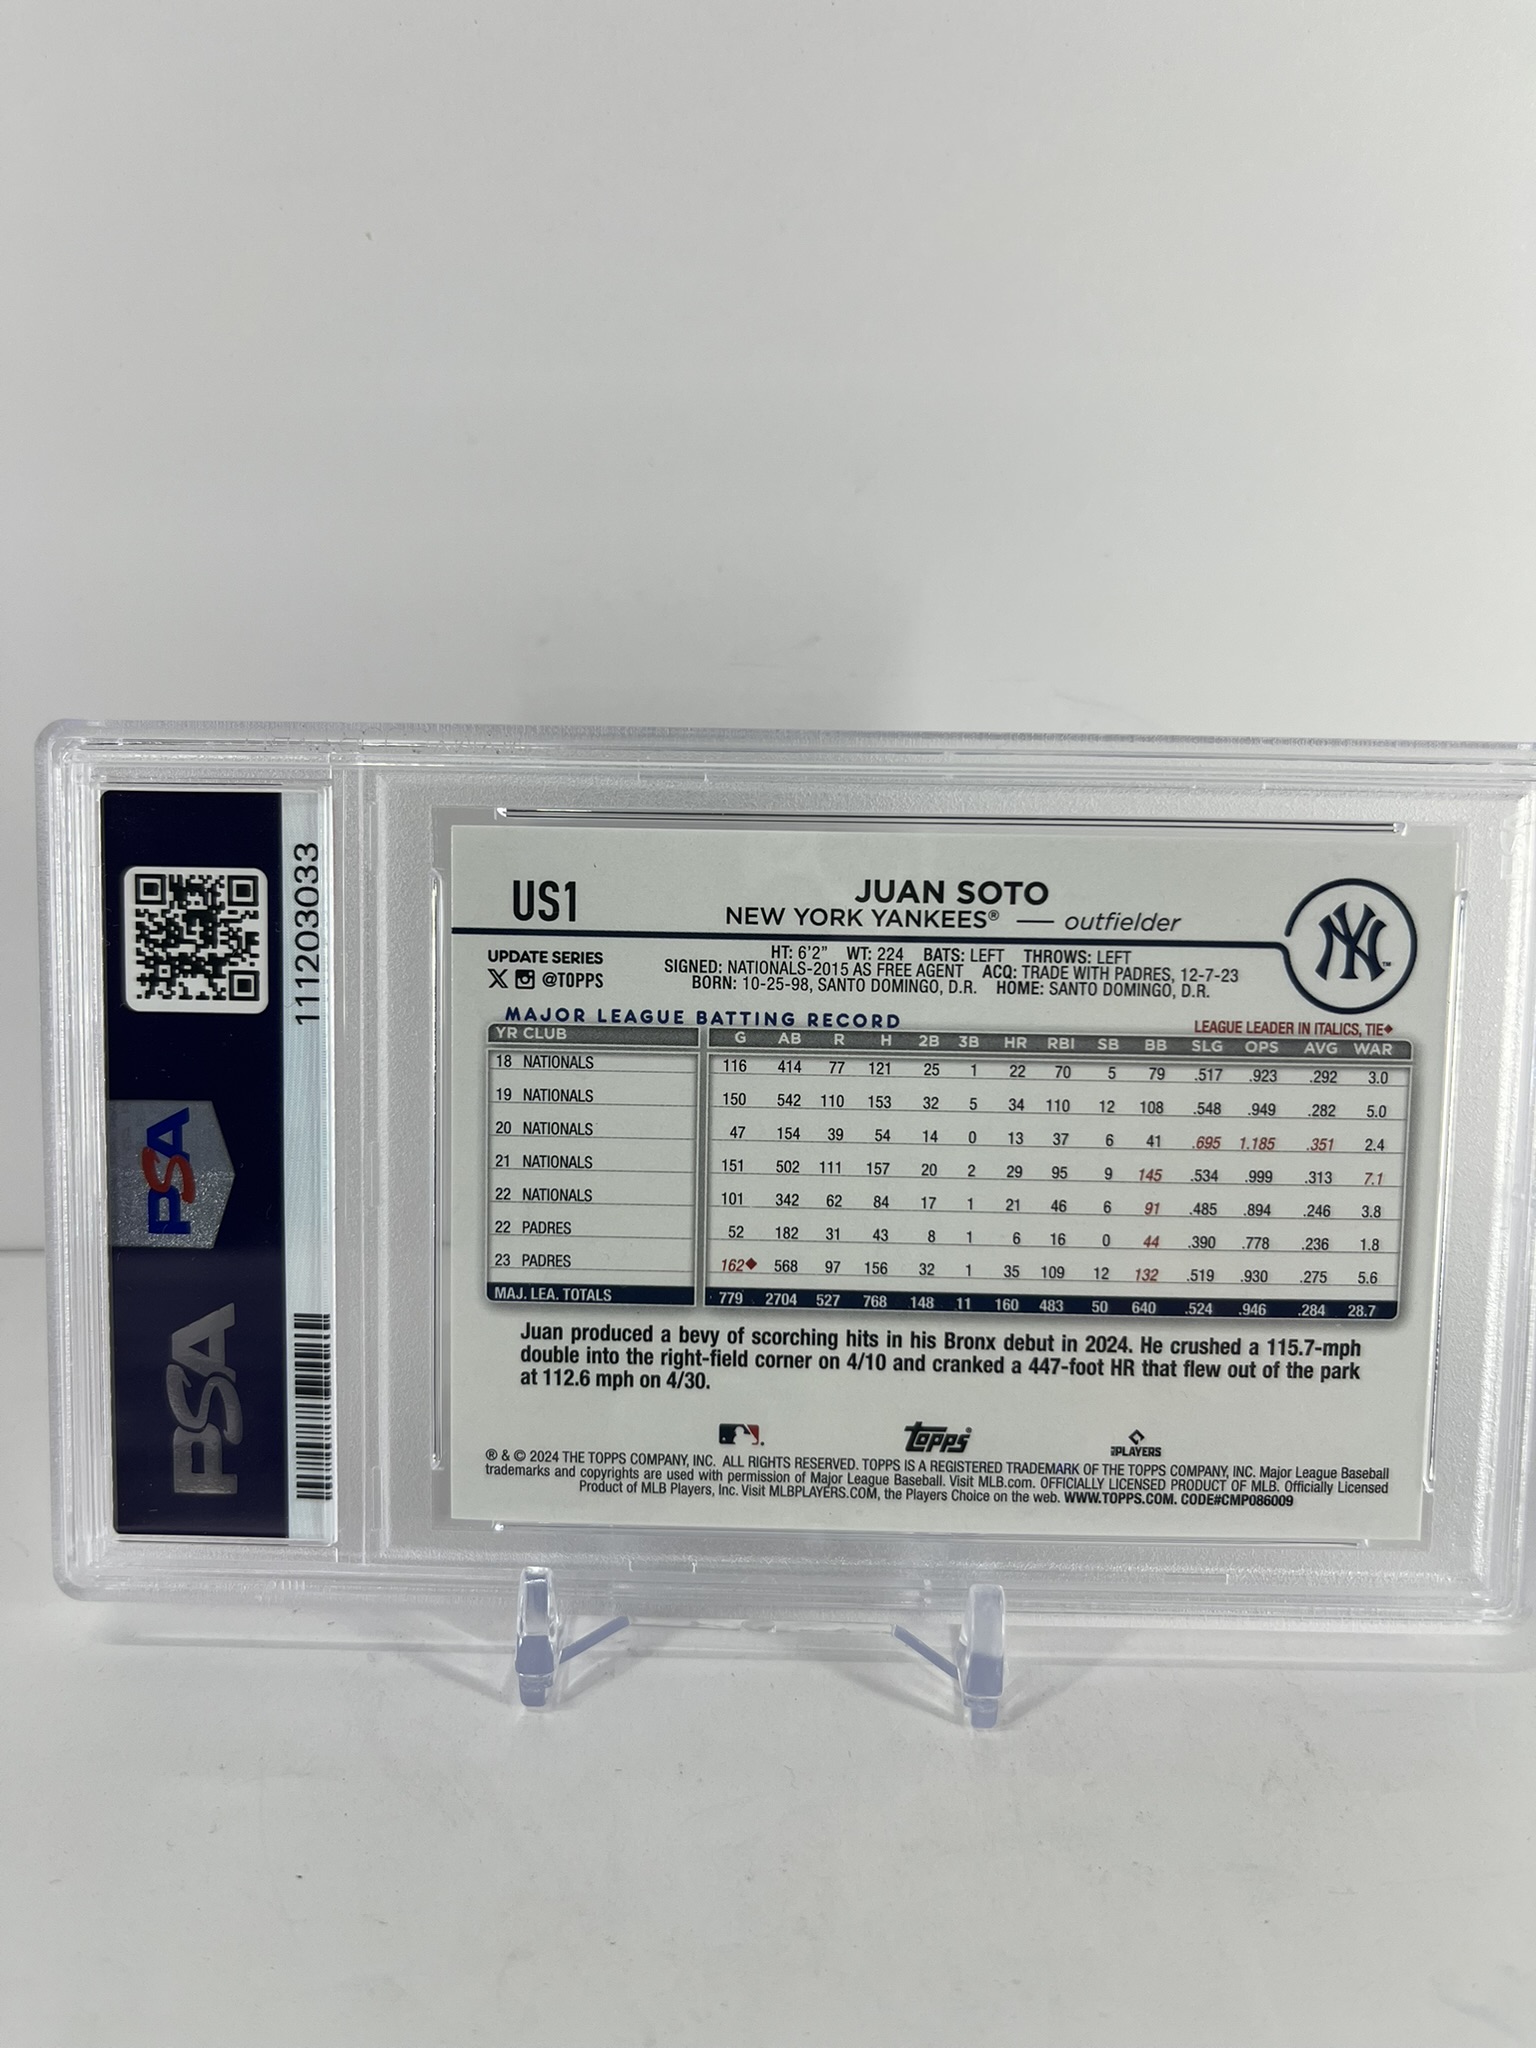 111203033
PSA
PSA
US1
JUAN SOTO
NEW YORK YANKEES® — outfielder
NY™
UPDATE SERIES
X @TOPPS
HT: 6'2" WT: 224 BATS: LEFT THROWS: LEFT
SIGNED: NATIONALS-2015 AS FREE AGENT ACQ: TRADE WITH PADRES, 12-7-23
BORN: 10-25-98, SANTO DOMINGO, D.R. HOME: SANTO DOMINGO, D.R.
MAJOR LEAGUE BATTING RECORD
LEAGUE LEADER IN ITALICS, TIE◆
YR CLUB G AB R H 2B 3B HR RBI SB BB SLG OPS AVG WAR
18 NATIONALS 116 414 77 121 25 1 22 70 5 79 .517 .923 .292 3.0
19 NATIONALS 150 542 110 153 32 5 34 110 12 108 .548 .949 .282 5.0
20 NATIONALS 47 154 39 54 14 0 13 37 6 41 .695 1.185 .351 2.4
21 NATIONALS 151 502 111 157 20 2 29 95 9 145 .534 .999 .313 7.1
22 NATIONALS 101 342 62 84 17 1 21 46 6 91 .485 .894 .246 3.8
22 PADRES 52 182 31 43 8 1 6 16 0 44 .390 .778 .236 1.8
23 PADRES 162◆ 568 97 156 32 1 35 109 12 132 .519 .930 .275 5.6
MAJ. LEA. TOTALS 779 2704 527 768 148 11 160 483 50 640 .524 .946 .284 28.7
Juan produced a bevy of scorching hits in his Bronx debut in 2024. He crushed a 115.7-mph
double into the right-field corner on 4/10 and cranked a 447-foot HR that flew out of the park
at 112.6 mph on 4/30.
topps
PLAYERS
® & © 2024 THE TOPPS COMPANY, INC. ALL RIGHTS RESERVED. TOPPS IS A REGISTERED TRADEMARK OF THE TOPPS COMPANY, INC. Major League Baseball
trademarks and copyrights are used with permission of Major League Baseball. Visit MLB.com. OFFICIALLY LICENSED PRODUCT OF MLB. Officially Licensed
Product of MLB Players, Inc. Visit MLBPLAYERS.COM, the Players Choice on the web. WWW.TOPPS.COM. CODE#CMP086009